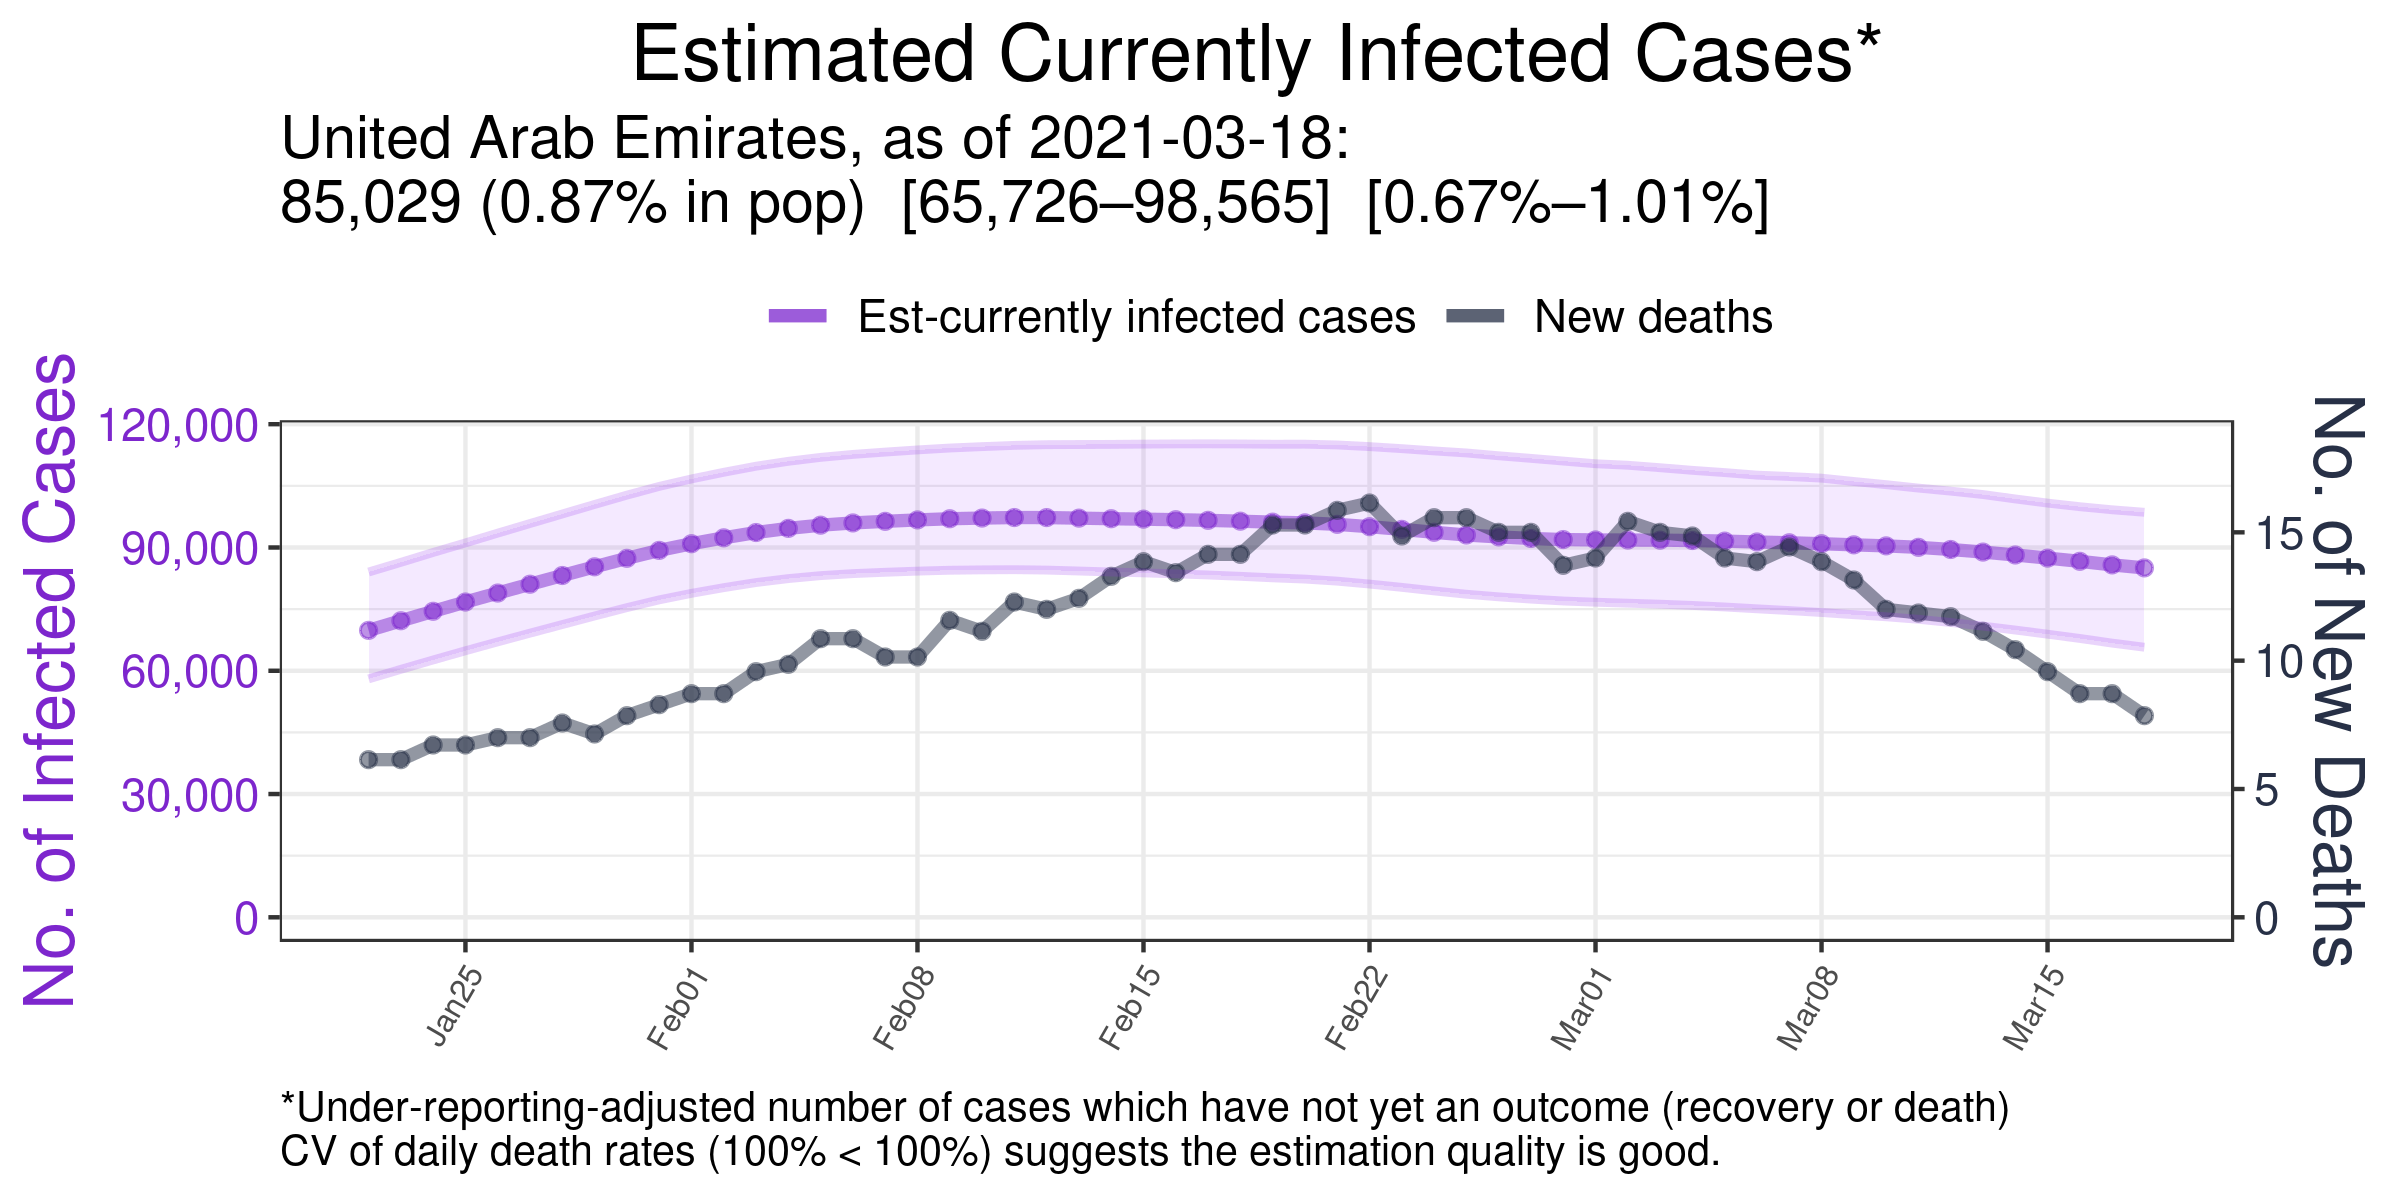 Estimated Currently Infected Cases*
United Arab Emirates, as of 2021-03-18:
85,029 (0.87% in pop)  [65,726–98,565]  [0.67%–1.01%]
Est-currently infected cases
New deaths
No. of Infected Cases
120,000
90,000
60,000
30,000
0
15
10
5
0
No. of New Deaths
Jan25
Feb01
Feb08
Feb15
Feb22
Mar01
Mar08
Mar15
*Under-reporting-adjusted number of cases which have not yet an outcome (recovery or death)
CV of daily death rates (100% < 100%) suggests the estimation quality is good.